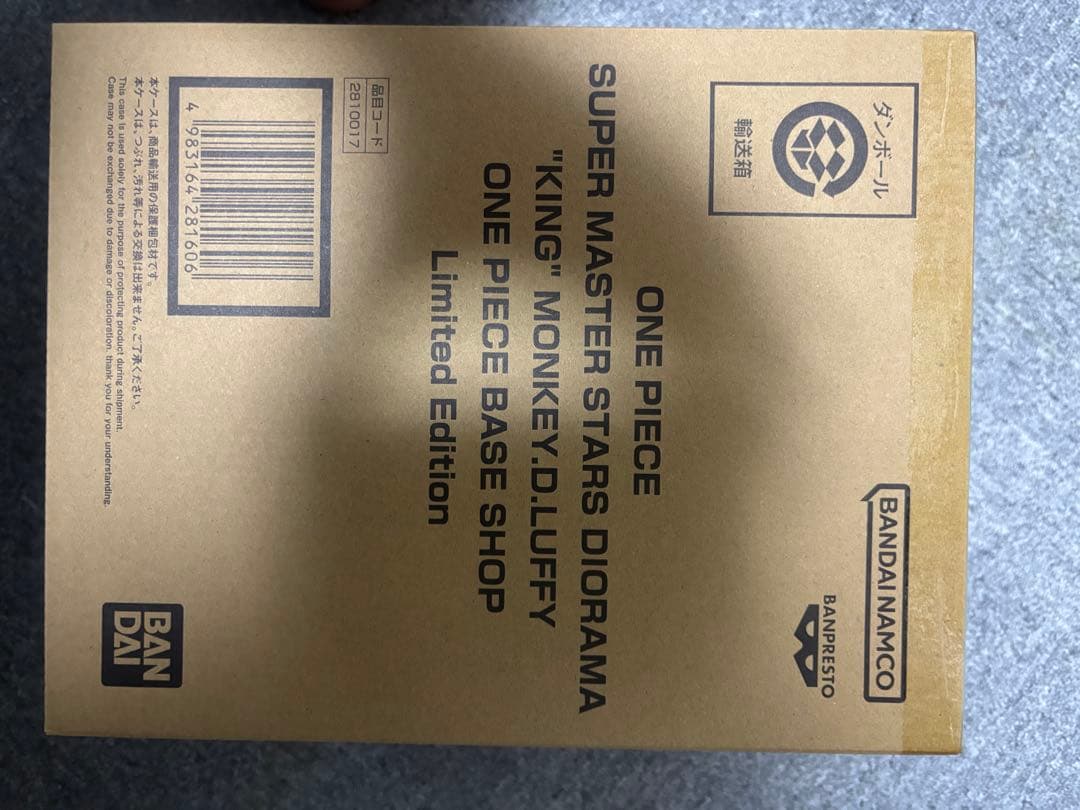 ダンボール
輸送箱
BANDAI NAMCO
BANPRESTO
ONE PIECE
SUPER MASTER STARS DIORAMA
"KING" MONKEY.D.LUFFY
ONE PIECE BASE SHOP
Limited Edition
品目コード
2810017
4 983164 281606
本ケースは、商品輸送用の保護梱包材です。
本ケースは、つぶれ、汚れ等による交換は出来ません。ご了承ください。
This case is used solely for the purpose of protecting product during shipment.
Case may not be exchanged due to damage or discoloration. thank you for your understanding.
BAN
DAI